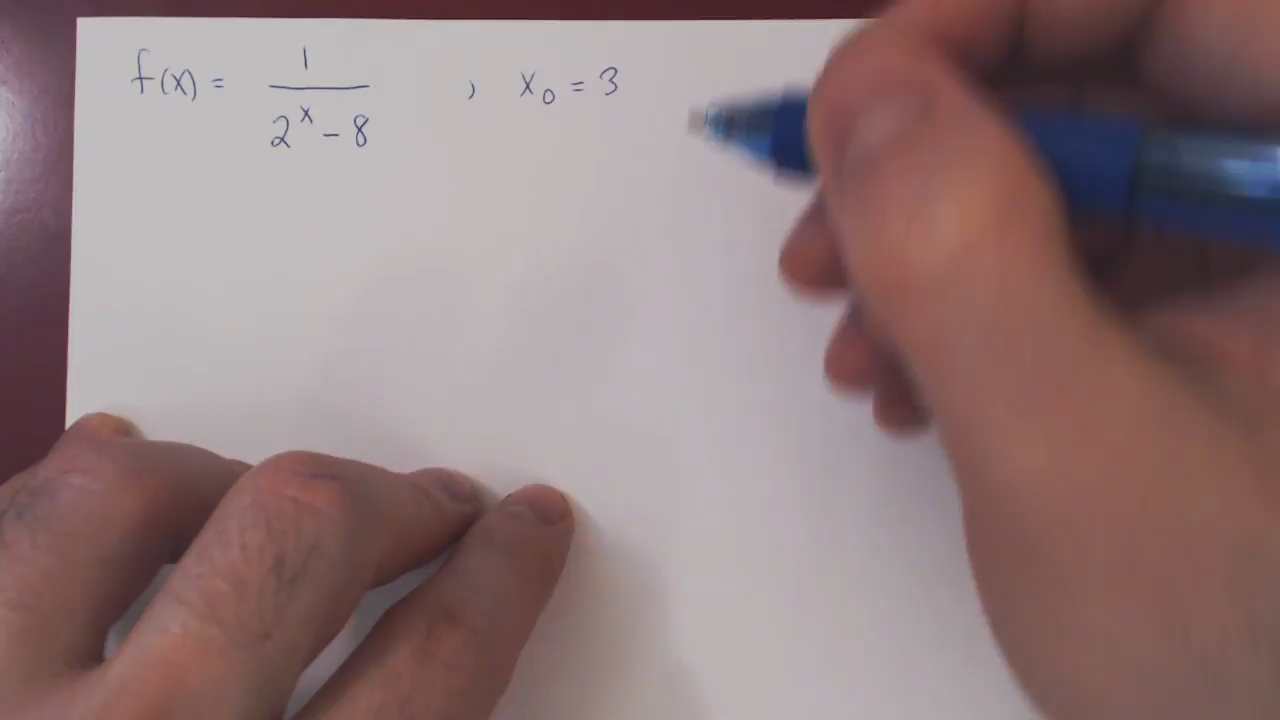 f(x) = 1 / (2^x - 8) , x₀ = 3